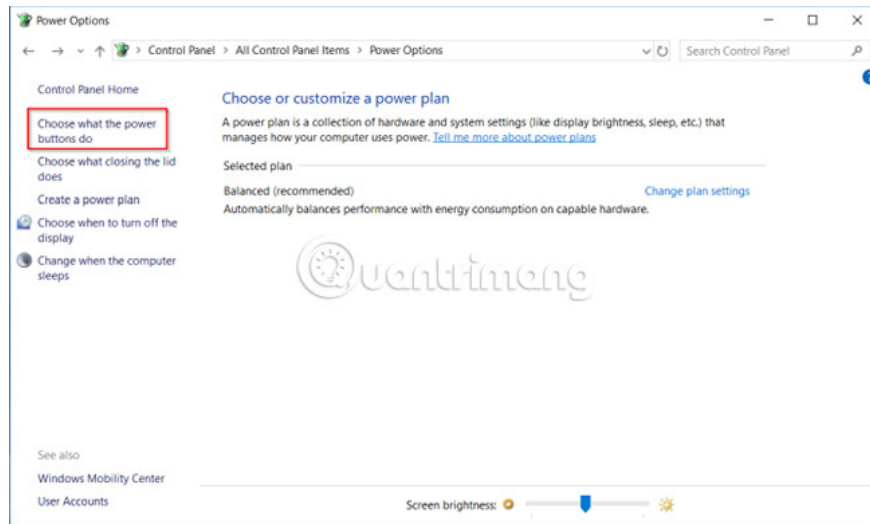 Power Options
Control Panel > All Control Panel Items > Power Options
Search Control Panel
Control Panel Home
Choose what the power
buttons do
Choose what closing the lid
does
Create a power plan
Choose when to turn off the
display
Change when the computer
sleeps
Choose or customize a power plan
A power plan is a collection of hardware and system settings (like display brightness, sleep, etc.) that
manages how your computer uses power. Tell me more about power plans
Selected plan
Balanced (recommended)
Change plan settings
Automatically balances performance with energy consumption on capable hardware.
Quantrimang
See also
Windows Mobility Center
User Accounts
Screen brightness: